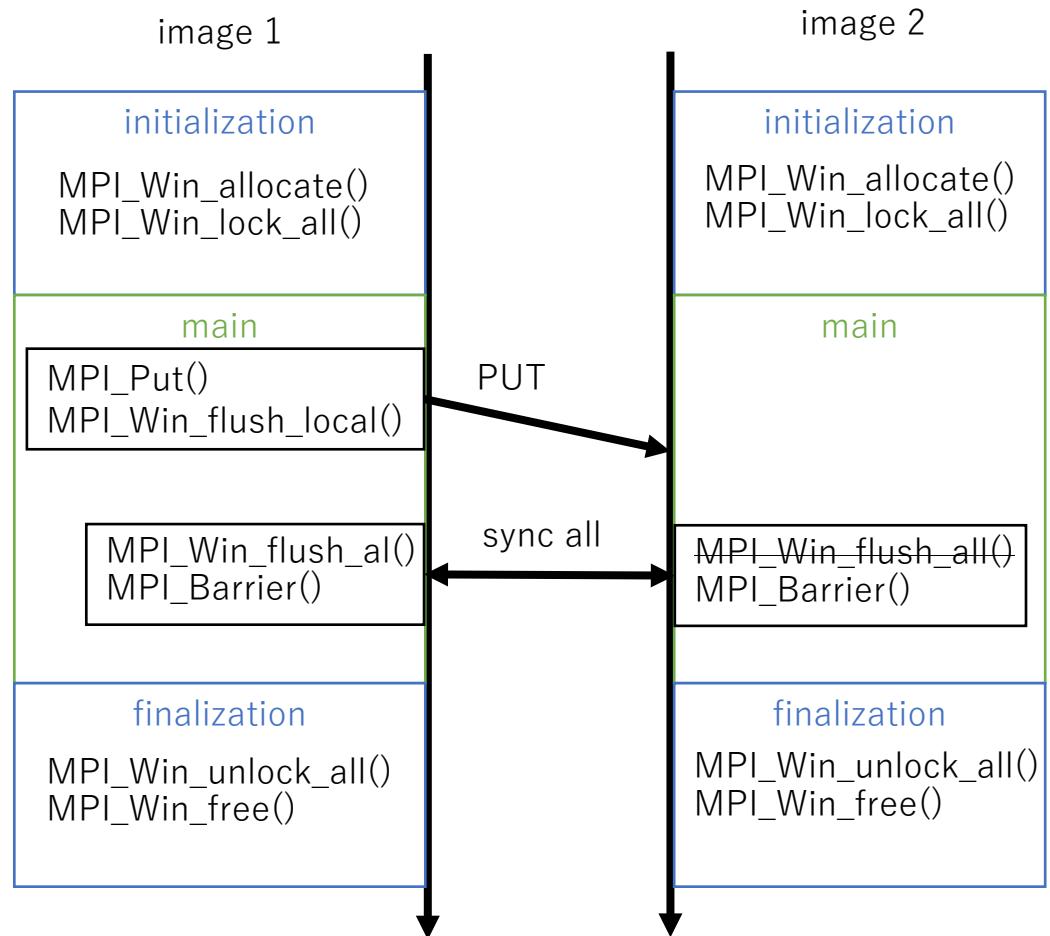 image 1
image 2
initialization
MPI_Win_allocate()
MPI_Win_lock_all()
initialization
MPI_Win_allocate()
MPI_Win_lock_all()
main
MPI_Put()
MPI_Win_flush_local()
PUT
main
MPI_Win_flush_al()
MPI_Barrier()
sync all
MPI_Win_flush_all()
MPI_Barrier()
finalization
MPI_Win_unlock_all()
MPI_Win_free()
finalization
MPI_Win_unlock_all()
MPI_Win_free()